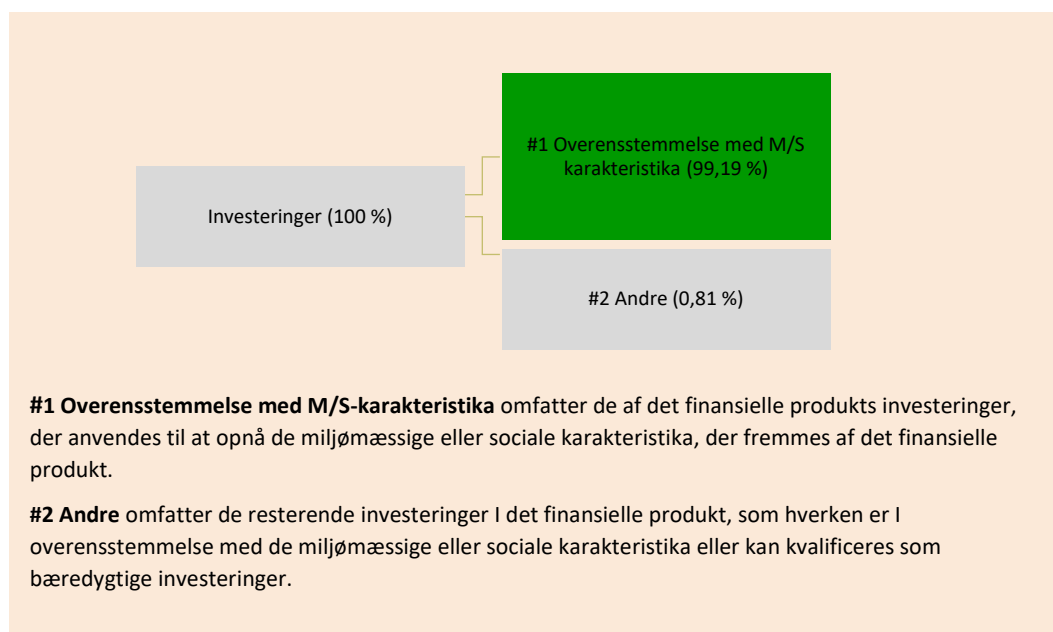 #1 Overensstemmelse med M/S
karakteristika (99,19 %)
Investeringer (100 %)
#2 Andre (0,81 %)
#1 Overensstemmelse med M/S-karakteristika omfatter de af det finansielle produkts investeringer,
der anvendes til at opnå de miljømæssige eller sociale karakteristika, der fremmes af det finansielle
produkt.
#2 Andre omfatter de resterende investeringer I det finansielle produkt, som hverken er I
overensstemmelse med de miljømæssige eller sociale karakteristika eller kan kvalificeres som
bæredygtige investeringer.